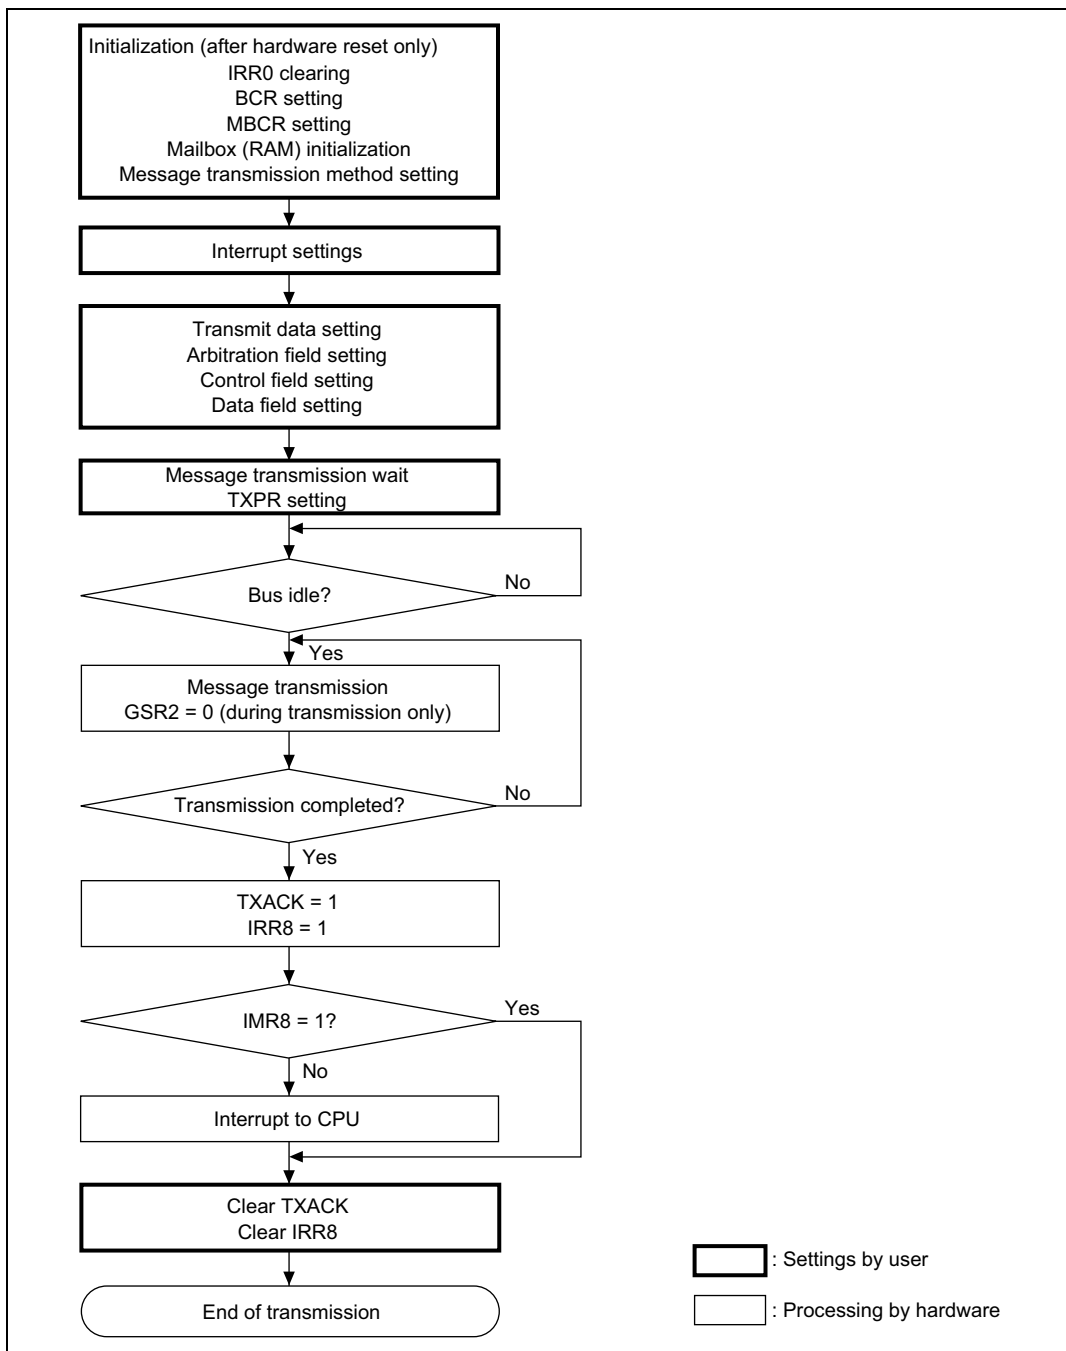 Initialization (after hardware reset only)
IRR0 clearing
BCR setting
MBCR setting
Mailbox (RAM) initialization
Message transmission method setting
Interrupt settings
Transmit data setting
Arbitration field setting
Control field setting
Data field setting
Message transmission wait
TXPR setting
Bus idle?
No
Yes
Message transmission
GSR2 = 0 (during transmission only)
Transmission completed?
No
Yes
TXACK = 1
IRR8 = 1
IMR8 = 1?
Yes
No
Interrupt to CPU
Clear TXACK
Clear IRR8
End of transmission
: Settings by user
: Processing by hardware